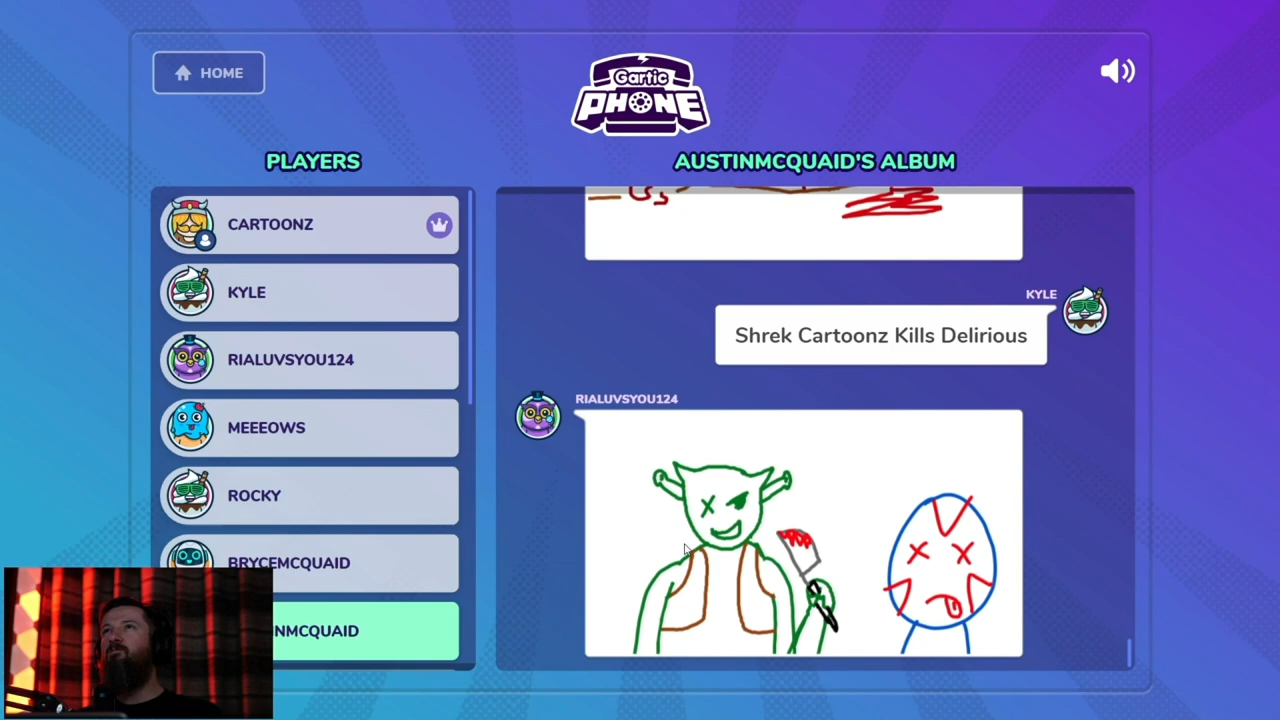 HOME
Gartic
PHONE
PLAYERS
AUSTINMCQUAID'S ALBUM
CARTOONZ
KYLE
RIALUVSYOU124
MEEEOWS
ROCKY
BRYCEMCQUAID
NMCQUAID
KYLE
Shrek Cartoonz Kills Delirious
RIALUVSYOU124